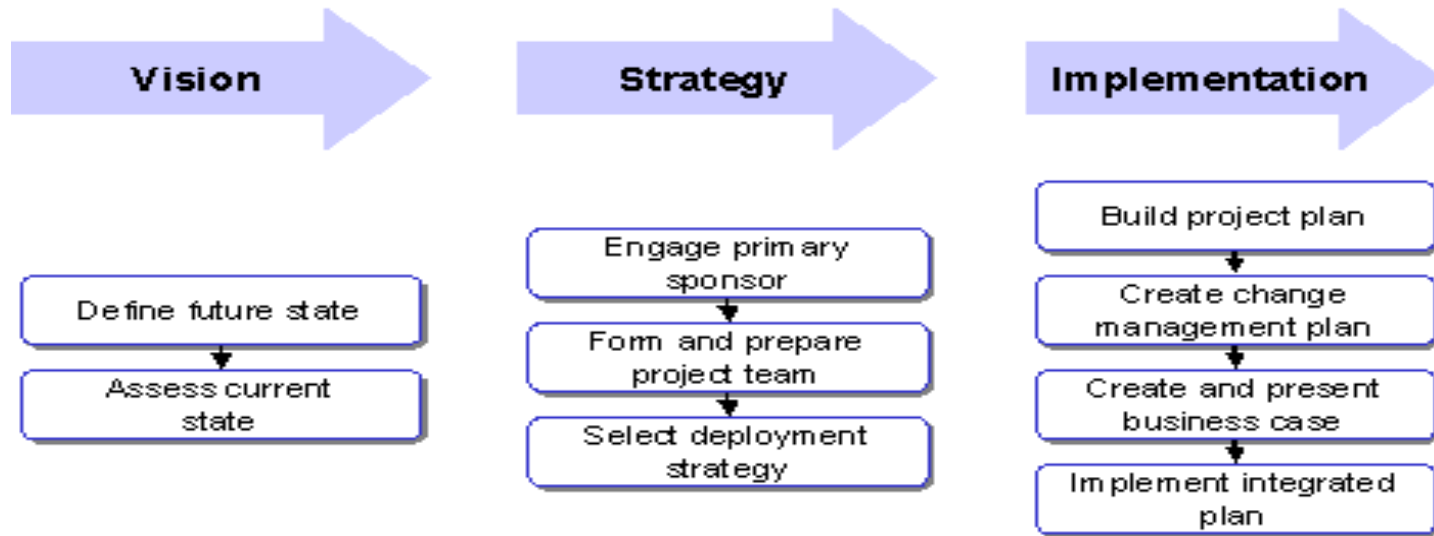 Vision
Define future state
Assess current
state
Strategy
Engage primary
sponsor
Form and prepare
project team
Select deployment
strategy
Implementation
Build project plan
Create change
management plan
Create and present
business case
Implement integrated
plan